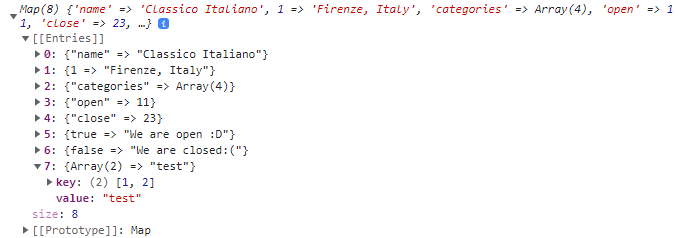 Map(8) {'name' => 'Classico Italiano', 1 => 'Firenze, Italy', 'categories' => Array(4), 'open' => 1
1, 'close' => 23, …}
[[Entries]]
0: {"name" => "Classico Italiano"}
1: {1 => "Firenze, Italy"}
2: {"categories" => Array(4)}
3: {"open" => 11}
4: {"close" => 23}
5: {true => "We are open :D"}
6: {false => "We are closed:("}
7: {Array(2) => "test"}
key: (2) [1, 2]
value: "test"
size: 8
[[Prototype]]: Map